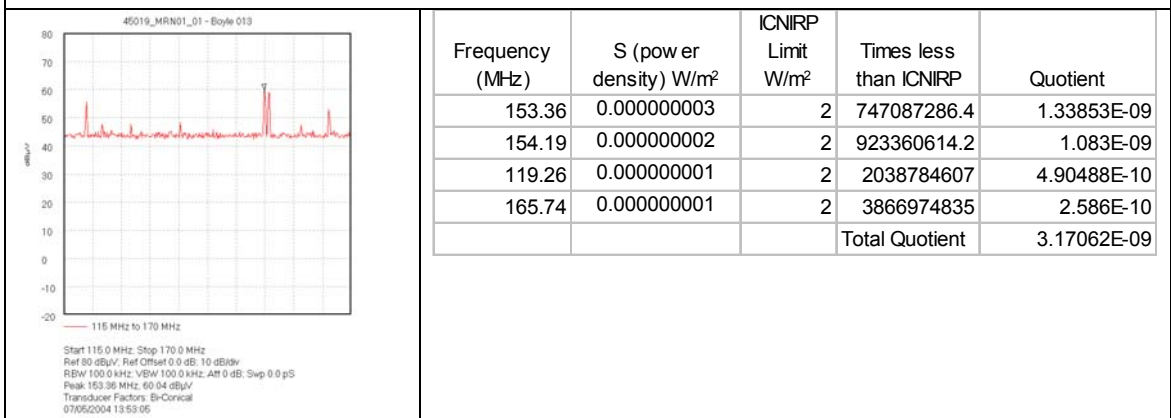 45019_MRN01_01 - Boyle 013
80
70
60
50
40
30
20
10
0
-10
-20
dBµV
115 MHz to 170 MHz
Start 115.0 MHz; Stop 170.0 MHz
Ref 80 dBµV; Ref Offset 0.0 dB; 10 dB/div
RBW 100.0 kHz; VBW 100.0 kHz; Att 0 dB; Swp 0.0 pS
Peak 153.36 MHz, 60.04 dBµV
Transducer Factors: Bi-Conical
07/05/2004 13:53:05
Frequency (MHz) S (power density) W/m² ICNIRP Limit W/m² Times less than ICNIRP Quotient
153.36 0.000000003 2 747087286.4 1.33853E-09
154.19 0.000000002 2 923360614.2 1.083E-09
119.26 0.000000001 2 2038784607 4.90488E-10
165.74 0.000000001 2 3866974835 2.586E-10
Total Quotient 3.17062E-09